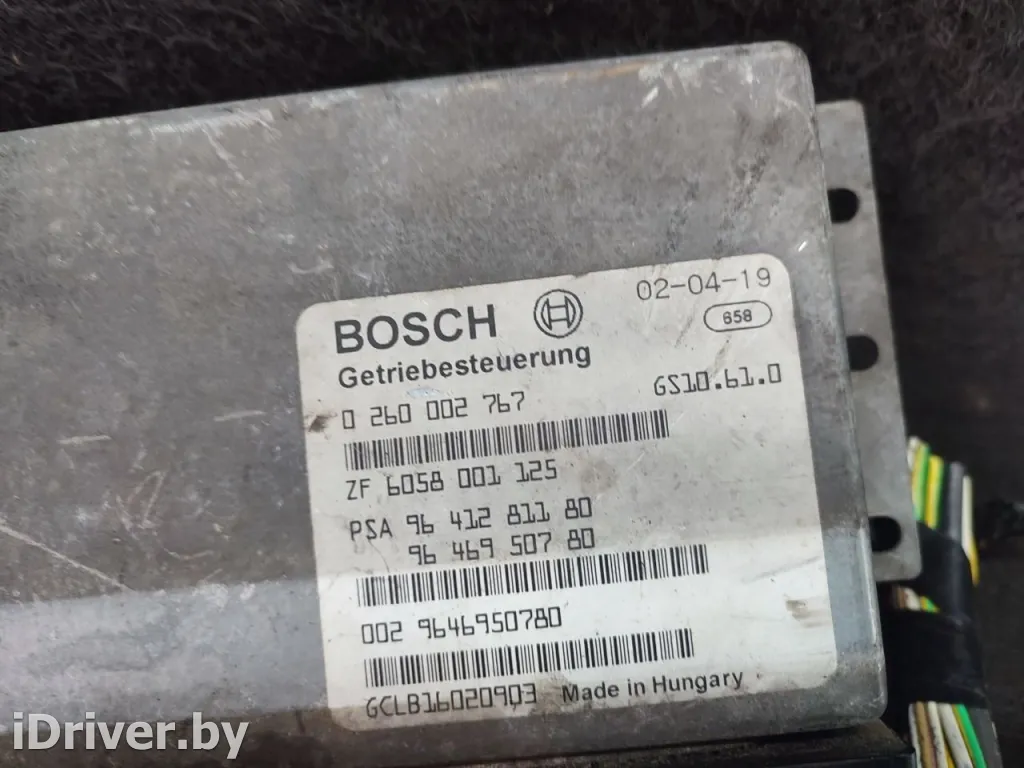 BOSCH
02-04-19
658
Getriebesteuerung
GS10.61.0
0 260 002 767
ZF 6058 001 125
PSA 96 412 811 80
96 469 507 80
002 9646950780
GCLB16020903 Made in Hungary
iDriver.by